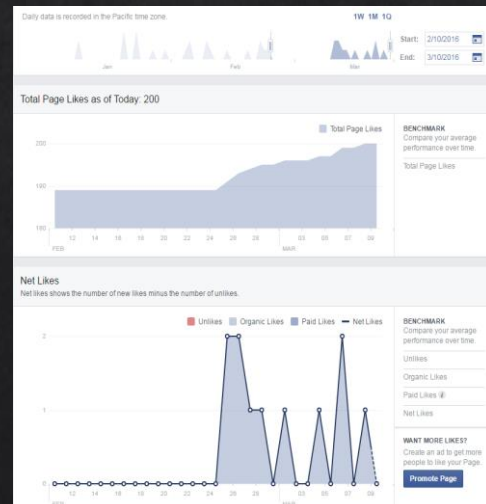 Daily data is recorded in the Pacific time zone.
1W 1M 1Q
Start: 2/10/2016
End: 3/10/2016
Jan Feb Mar
Total Page Likes as of Today: 200
Total Page Likes
BENCHMARK
Compare your average
performance over time.
Total Page Likes
200
190
180
12 14 16 18 20 22 24 26 28 03 05 07 09
FEB MAR
Net Likes
Net likes shows the number of new likes minus the number of unlikes.
Unlikes Organic Likes Paid Likes Net Likes
BENCHMARK
Compare your average
performance over time.
Unlikes
Organic Likes
Paid Likes
Net Likes
WANT MORE LIKES?
Create an ad to get more
people to like your Page.
Promote Page
2
1
0
12 14 16 18 20 22 24 26 28 03 05 07 09
FEB MAR